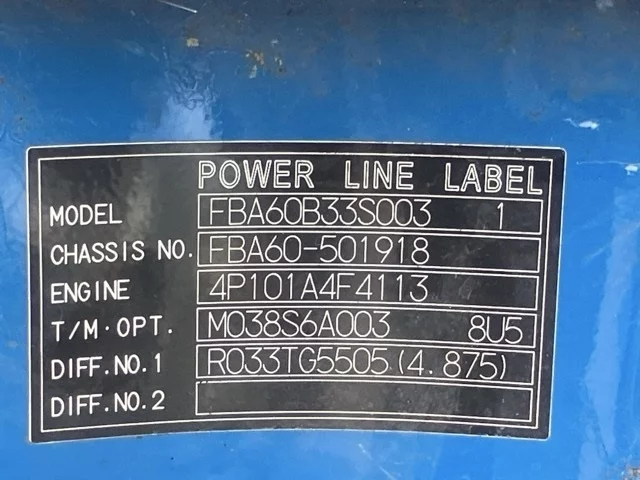 POWER LINE LABEL
MODEL FBA60B33S003 1
CHASSIS NO. FBA60-501918
ENGINE 4P101A4F4113
T/M·OPT. M038S6A003 8U5
DIFF.NO.1 R033TG5505(4.875)
DIFF.NO.2